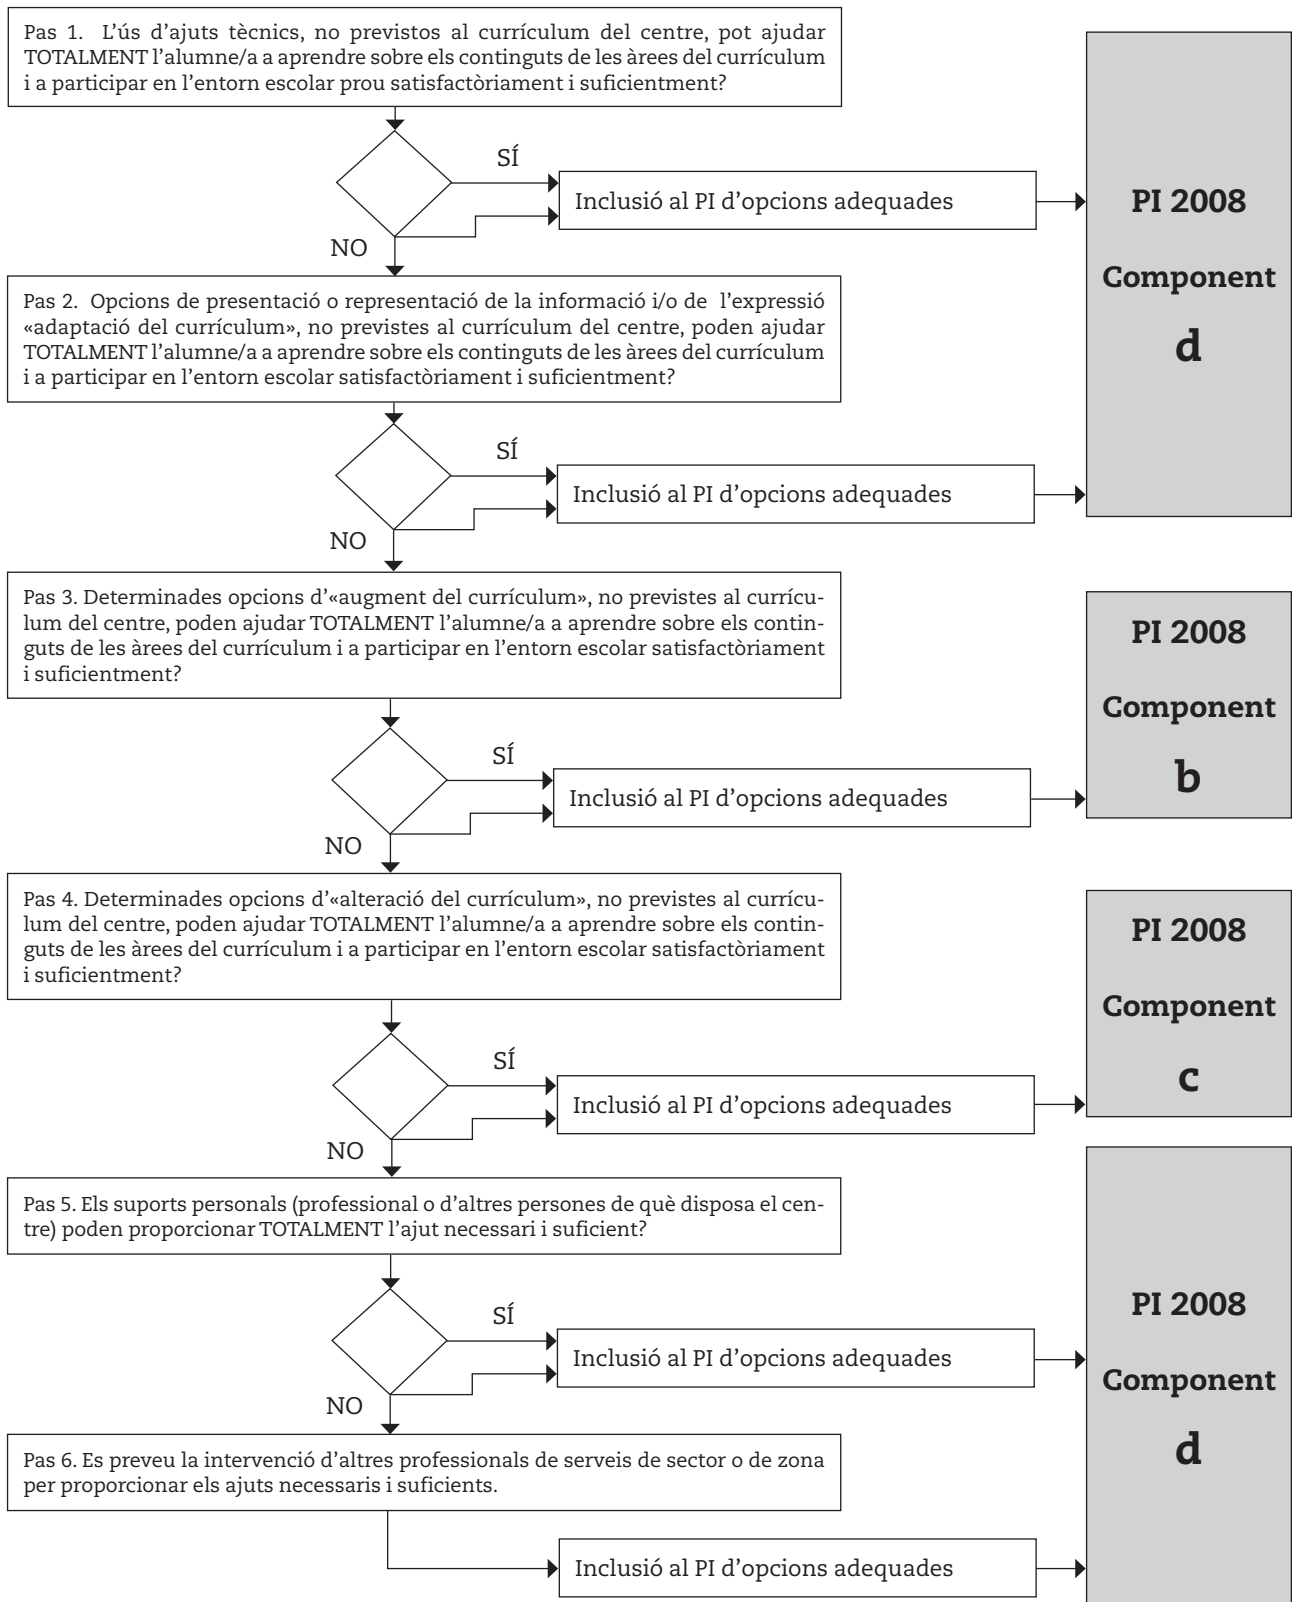 Pas 1. L’ús d’ajuts tècnics, no previstos al currículum del centre, pot ajudar
TOTALMENT l’alumne/a a aprendre sobre els continguts de les àrees del currículum
i a participar en l’entorn escolar prou satisfactòriament i suficientment?
SÍ
Inclusió al PI d’opcions adequades
NO
PI 2008
Component
d
Pas 2. Opcions de presentació o representació de la informació i/o de l’expressió
«adaptació del currículum», no previstes al currículum del centre, poden ajudar
TOTALMENT l’alumne/a a aprendre sobre els continguts de les àrees del currículum
i a participar en l’entorn escolar satisfactòriament i suficientment?
SÍ
Inclusió al PI d’opcions adequades
NO
Pas 3. Determinades opcions d’«augment del currículum», no previstes al currícu-
lum del centre, poden ajudar TOTALMENT l’alumne/a a aprendre sobre els contin-
guts de les àrees del currículum i a participar en l’entorn escolar satisfactòriament
i suficientment?
SÍ
Inclusió al PI d’opcions adequades
NO
PI 2008
Component
b
Pas 4. Determinades opcions d’«alteració del currículum», no previstes al currícu-
lum del centre, poden ajudar TOTALMENT l’alumne/a a aprendre sobre els contin-
guts de les àrees del currículum i a participar en l’entorn escolar satisfactòriament
i suficientment?
SÍ
Inclusió al PI d’opcions adequades
NO
PI 2008
Component
c
Pas 5. Els suports personals (professional o d’altres persones de què disposa el cen-
tre) poden proporcionar TOTALMENT l’ajut necessari i suficient?
SÍ
Inclusió al PI d’opcions adequades
NO
PI 2008
Component
d
Pas 6. Es preveu la intervenció d’altres professionals de serveis de sector o de zona
per proporcionar els ajuts necessaris i suficients.
Inclusió al PI d’opcions adequades